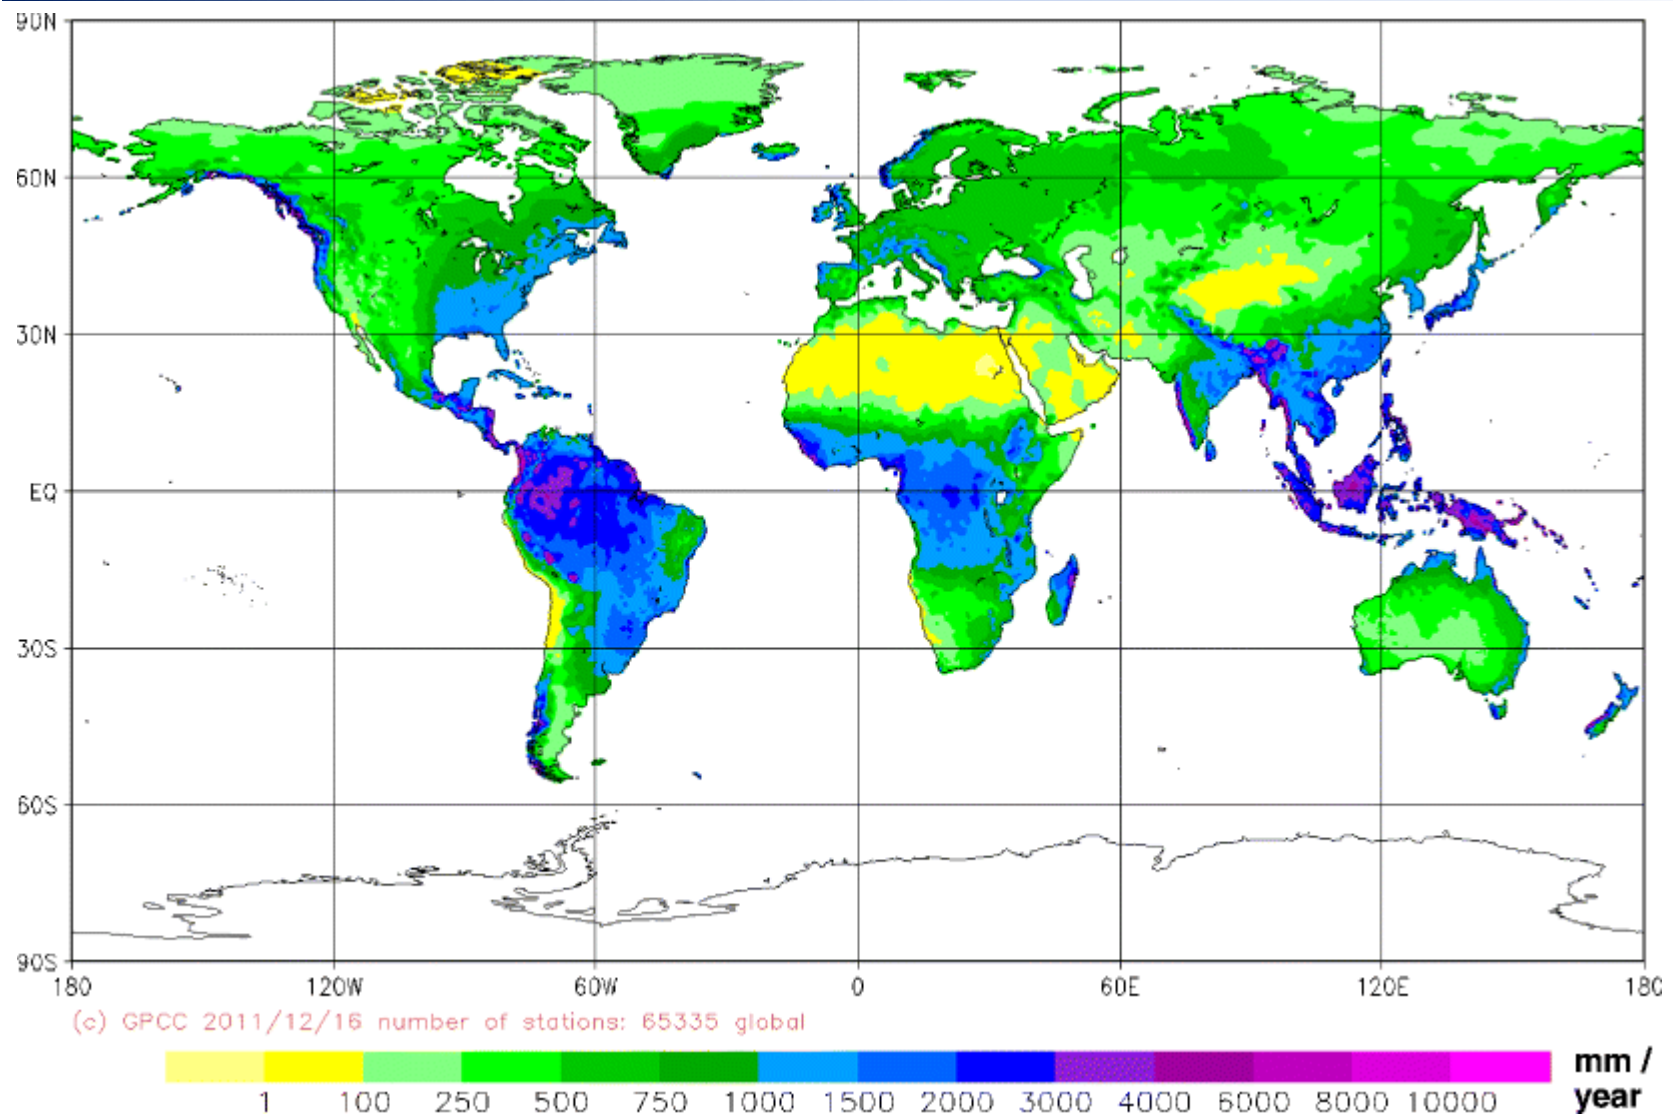 90N
60N
30N
EQ
30S
60S
90S
180 120W 60W 0 60E 120E 180
(c) GPCC 2011/12/16 number of stations: 65335 global
mm /
year
1 100 250 500 750 1000 1500 2000 3000 4000 6000 8000 10000